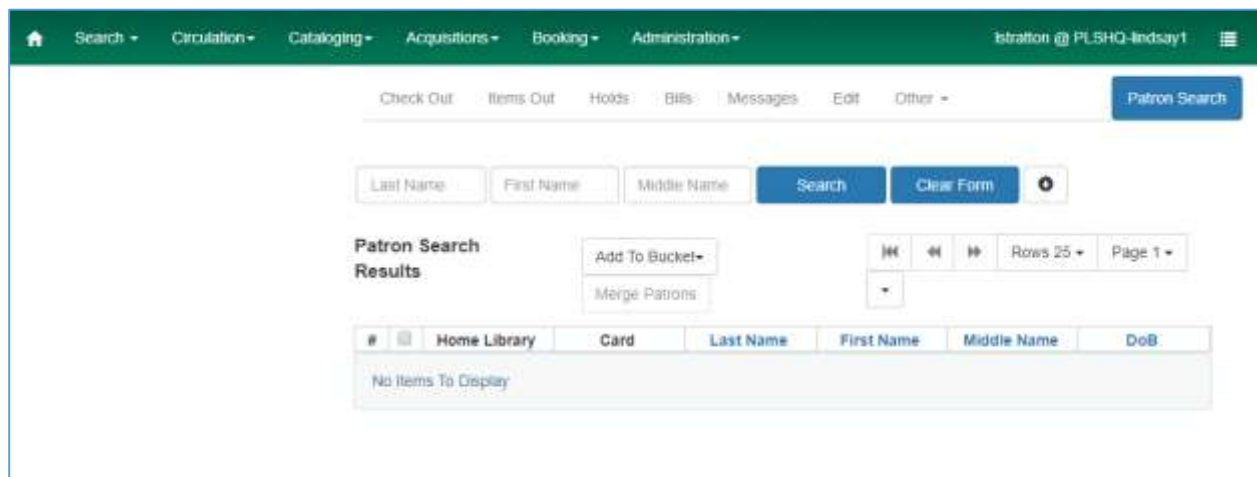 Search Circulation Cataloging Acquisitions Booking Administration lstratton @ PLSHQ-lindsay1
Check Out Items Out Holds Bills Messages Edit Other Patron Search
Last Name First Name Middle Name Search Clear Form
Patron Search Results
Add To Bucket
Merge Patrons
Rows 25 Page 1
# Home Library Card Last Name First Name Middle Name DoB
No Items To Display